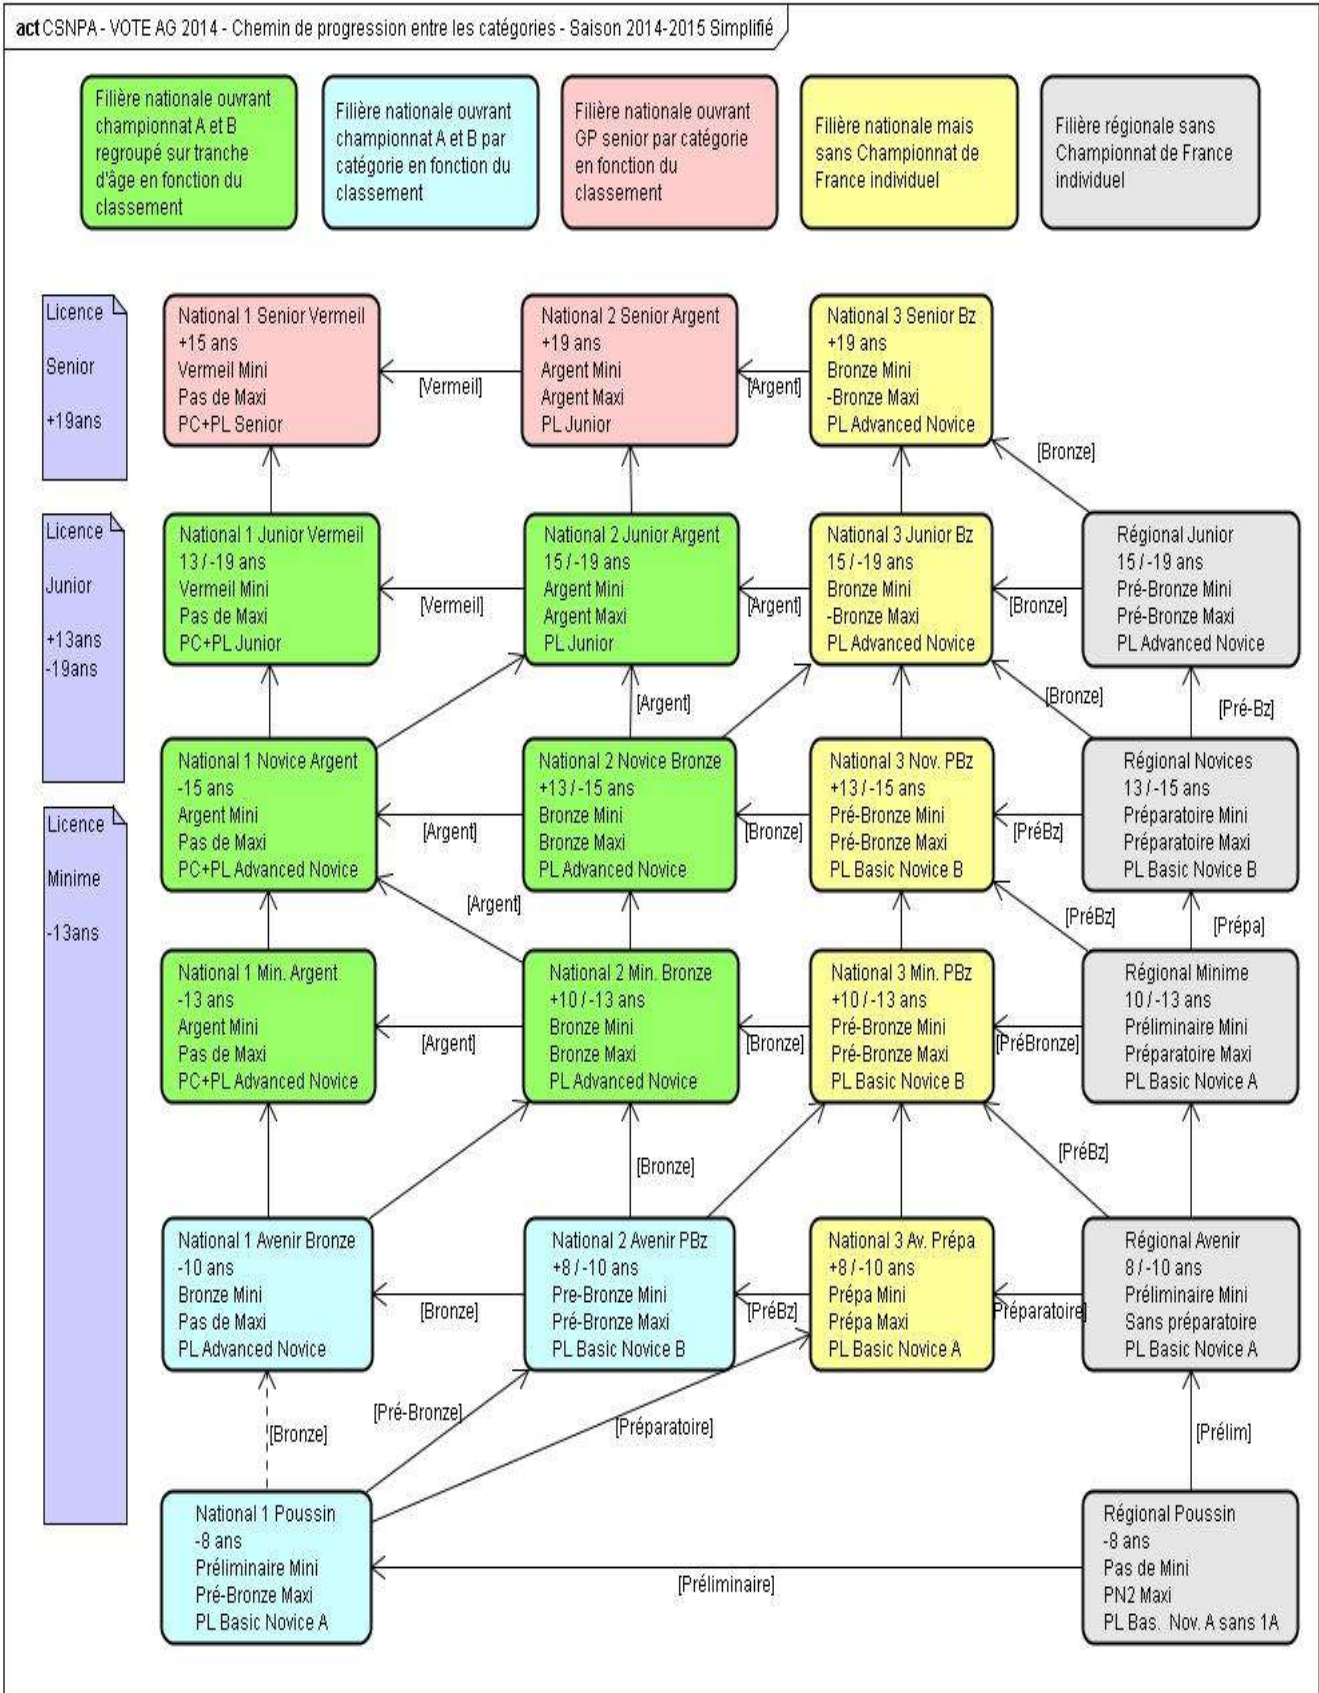 act CSNPA - VOTE AG 2014 - Chemin de progression entre les catégories - Saison 2014-2015 Simplifié
Filière nationale ouvrant
championnat A et B
regroupé sur tranche
d'âge en fonction du
classement
Filière nationale ouvrant
championnat A et B par
catégorie en fonction du
classement
Filière nationale ouvrant
GP senior par catégorie
en fonction du
classement
Filière nationale mais
sans Championnat de
France individuel
Filière régionale sans
Championnat de France
individuel
Licence
Senior
+19ans
National 1 Senior Vermeil
+15 ans
Vermeil Mini
Pas de Maxi
PC+PL Senior
[Vermeil]
National 2 Senior Argent
+19 ans
Argent Mini
Argent Maxi
PL Junior
[Argent]
National 3 Senior Bz
+19 ans
Bronze Mini
-Bronze Maxi
PL Advanced Novice
[Bronze]
Licence
Junior
+13ans
-19ans
National 1 Junior Vermeil
13 / -19 ans
Vermeil Mini
Pas de Maxi
PC+PL Junior
[Vermeil]
National 2 Junior Argent
15 / -19 ans
Argent Mini
Argent Maxi
PL Junior
[Argent]
National 3 Junior Bz
15 / -19 ans
Bronze Mini
-Bronze Maxi
PL Advanced Novice
[Bronze]
Régional Junior
15 / -19 ans
Pré-Bronze Mini
Pré-Bronze Maxi
PL Advanced Novice
[Argent]
[Bronze]
[Pré-Bz]
Licence
Minime
-13ans
National 1 Novice Argent
-15 ans
Argent Mini
Pas de Maxi
PC+PL Advanced Novice
[Argent]
National 2 Novice Bronze
+13 / -15 ans
Bronze Mini
Bronze Maxi
PL Advanced Novice
[Bronze]
National 3 Nov. PBz
+13 / -15 ans
Pré-Bronze Mini
Pré-Bronze Maxi
PL Basic Novice B
[PréBz]
Régional Novices
13 / -15 ans
Préparatoire Mini
Préparatoire Maxi
PL Basic Novice B
[Argent]
[PréBz]
[Prépa]
National 1 Min. Argent
-13 ans
Argent Mini
Pas de Maxi
PC+PL Advanced Novice
[Argent]
National 2 Min. Bronze
+10 / -13 ans
Bronze Mini
Bronze Maxi
PL Advanced Novice
[Bronze]
National 3 Min. PBz
+10 / -13 ans
Pré-Bronze Mini
Pré-Bronze Maxi
PL Basic Novice B
[PréBronze]
Régional Minime
10 / -13 ans
Préliminaire Mini
Préparatoire Maxi
PL Basic Novice A
[Bronze]
[PréBz]
National 1 Avenir Bronze
-10 ans
Bronze Mini
Pas de Maxi
PL Advanced Novice
[Bronze]
National 2 Avenir PBz
+8 / -10 ans
Pre-Bronze Mini
Pré-Bronze Maxi
PL Basic Novice B
[PréBz]
National 3 Av. Prépa
+8 / -10 ans
Prépa Mini
Prépa Maxi
PL Basic Novice A
Préparatoire]
Régional Avenir
8 / -10 ans
Préliminaire Mini
Sans préparatoire
PL Basic Novice A
[Bronze]
[Pré-Bronze]
[Préparatoire]
[Prélim]
National 1 Poussin
-8 ans
Préliminaire Mini
Pré-Bronze Maxi
PL Basic Novice A
[Préliminaire]
Régional Poussin
-8 ans
Pas de Mini
PN2 Maxi
PL Bas. Nov. A sans 1A